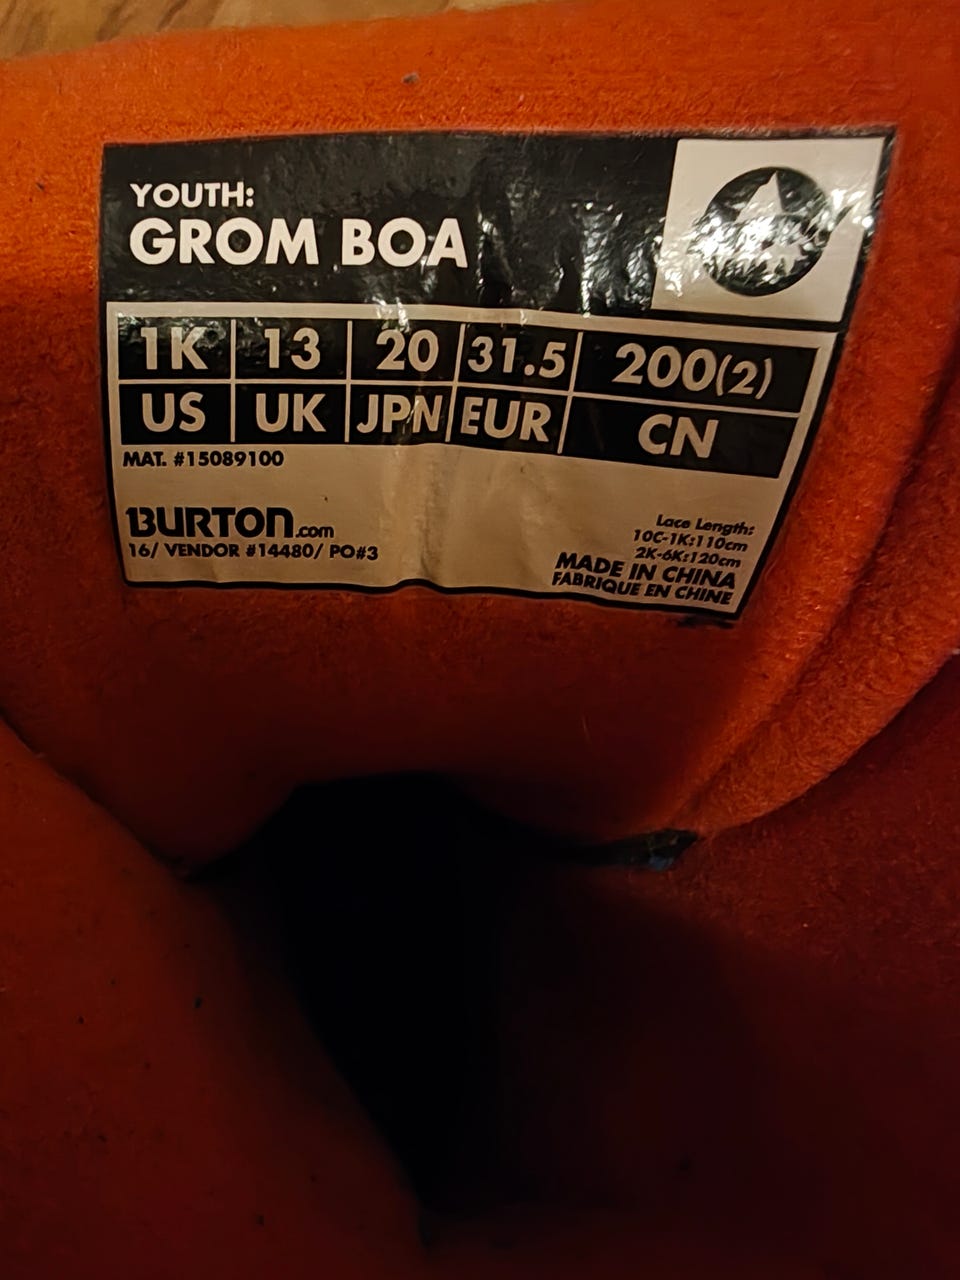 YOUTH:
GROM BOA
1K 13 20 31.5 200(2)
US UK JPN EUR CN
MAT. #15089100
BURTON.com
16/ VENDOR #14480/ PO#3
Lace Length:
10C-1K:110cm
2K-6K:120cm
MADE IN CHINA
FABRIQUE EN CHINE